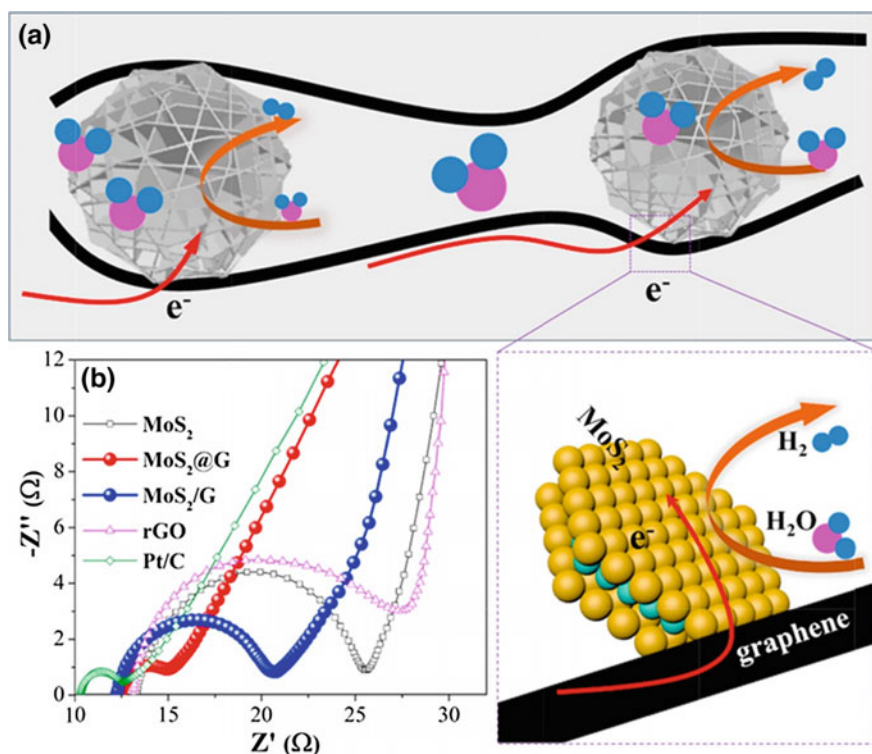 (a)
e⁻
e⁻
(b)
12
10
8
6
4
2
0
10
15
20
25
30
-Z'' (Ω)
Z' (Ω)
MoS₂
MoS₂@G
MoS₂/G
rGO
Pt/C
MoS₂
e⁻
H₂
H₂O
graphene